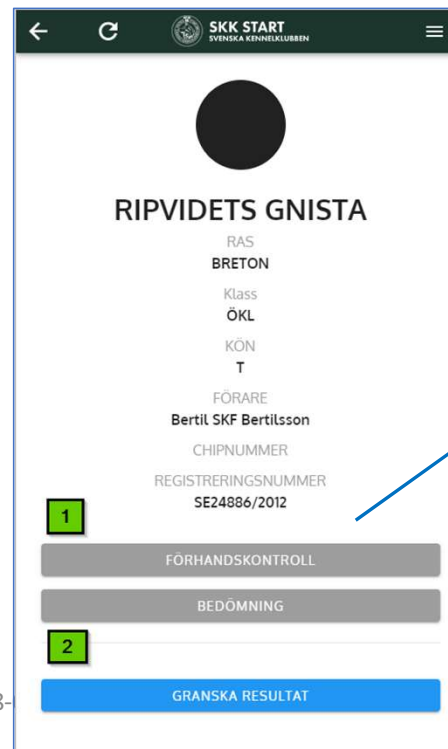 SKK START
SVENSKA KENNELKLUBBEN
RIPVIDETS GNISTA
RAS
BRETON
Klass
ÖKL
KÖN
T
FÖRARE
Bertil SKF Bertilsson
CHIPNUMMER
REGISTRERINGSNUMMER
SE24886/2012
1
FÖRHANDSKONTROLL
BEDÖMNING
2
GRANSKA RESULTAT